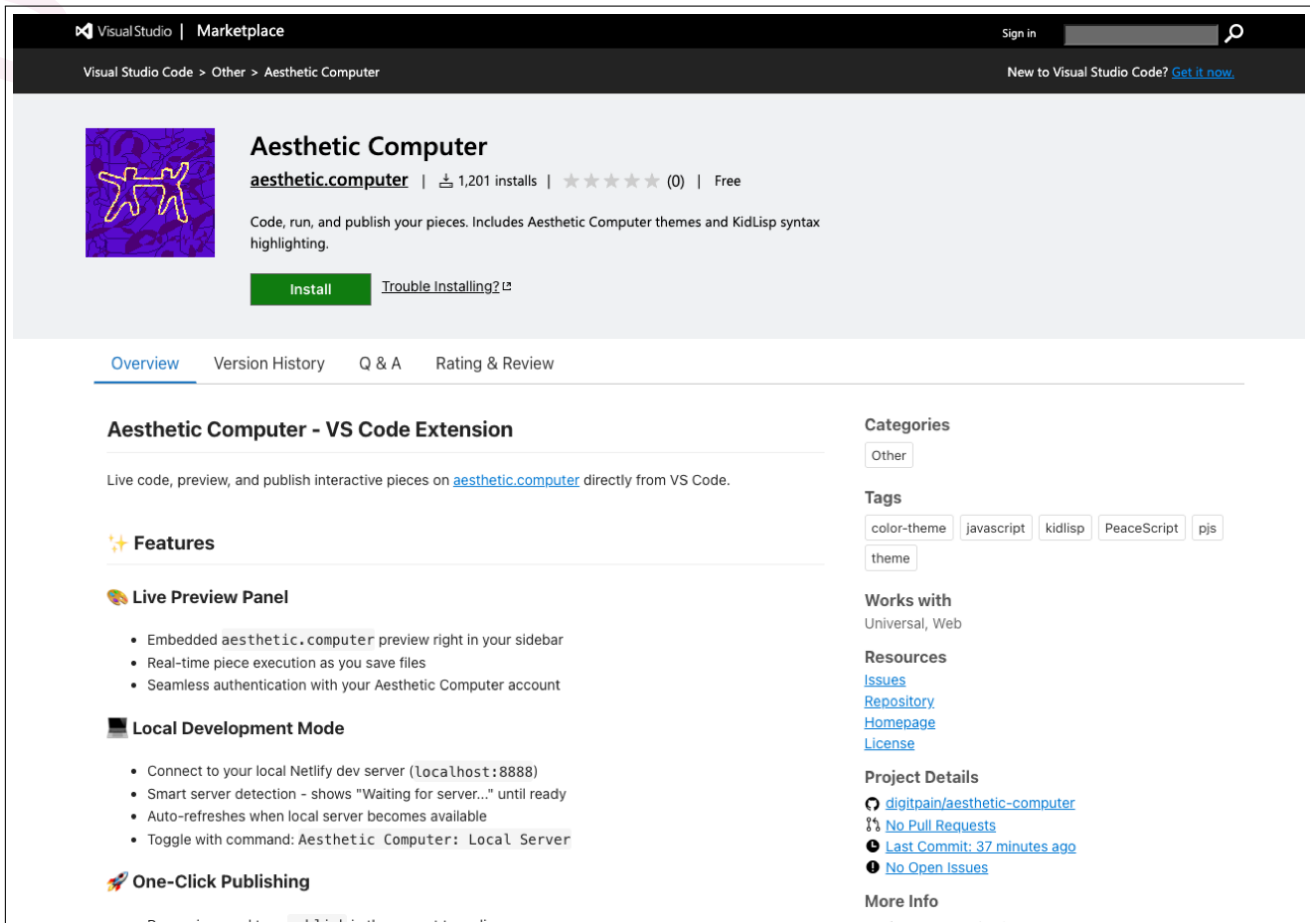 Visual Studio | Marketplace
Sign in
Visual Studio Code > Other > Aesthetic Computer
New to Visual Studio Code? Get it now.
Aesthetic Computer
aesthetic.computer | 1,201 installs | (0) | Free
Code, run, and publish your pieces. Includes Aesthetic Computer themes and KidLisp syntax
highlighting.
Install
Trouble Installing?
Overview
Version History
Q & A
Rating & Review
Aesthetic Computer - VS Code Extension
Live code, preview, and publish interactive pieces on aesthetic.computer directly from VS Code.
✨ Features
🎨 Live Preview Panel
• Embedded aesthetic.computer preview right in your sidebar
• Real-time piece execution as you save files
• Seamless authentication with your Aesthetic Computer account
💻 Local Development Mode
• Connect to your local Netlify dev server (localhost:8888)
• Smart server detection - shows "Waiting for server..." until ready
• Auto-refreshes when local server becomes available
• Toggle with command: Aesthetic Computer: Local Server
🚀 One-Click Publishing
Categories
Other
Tags
color-theme
javascript
kidlisp
PeaceScript
pjs
theme
Works with
Universal, Web
Resources
Issues
Repository
Homepage
License
Project Details
digitpain/aesthetic-computer
No Pull Requests
Last Commit: 37 minutes ago
No Open Issues
More Info